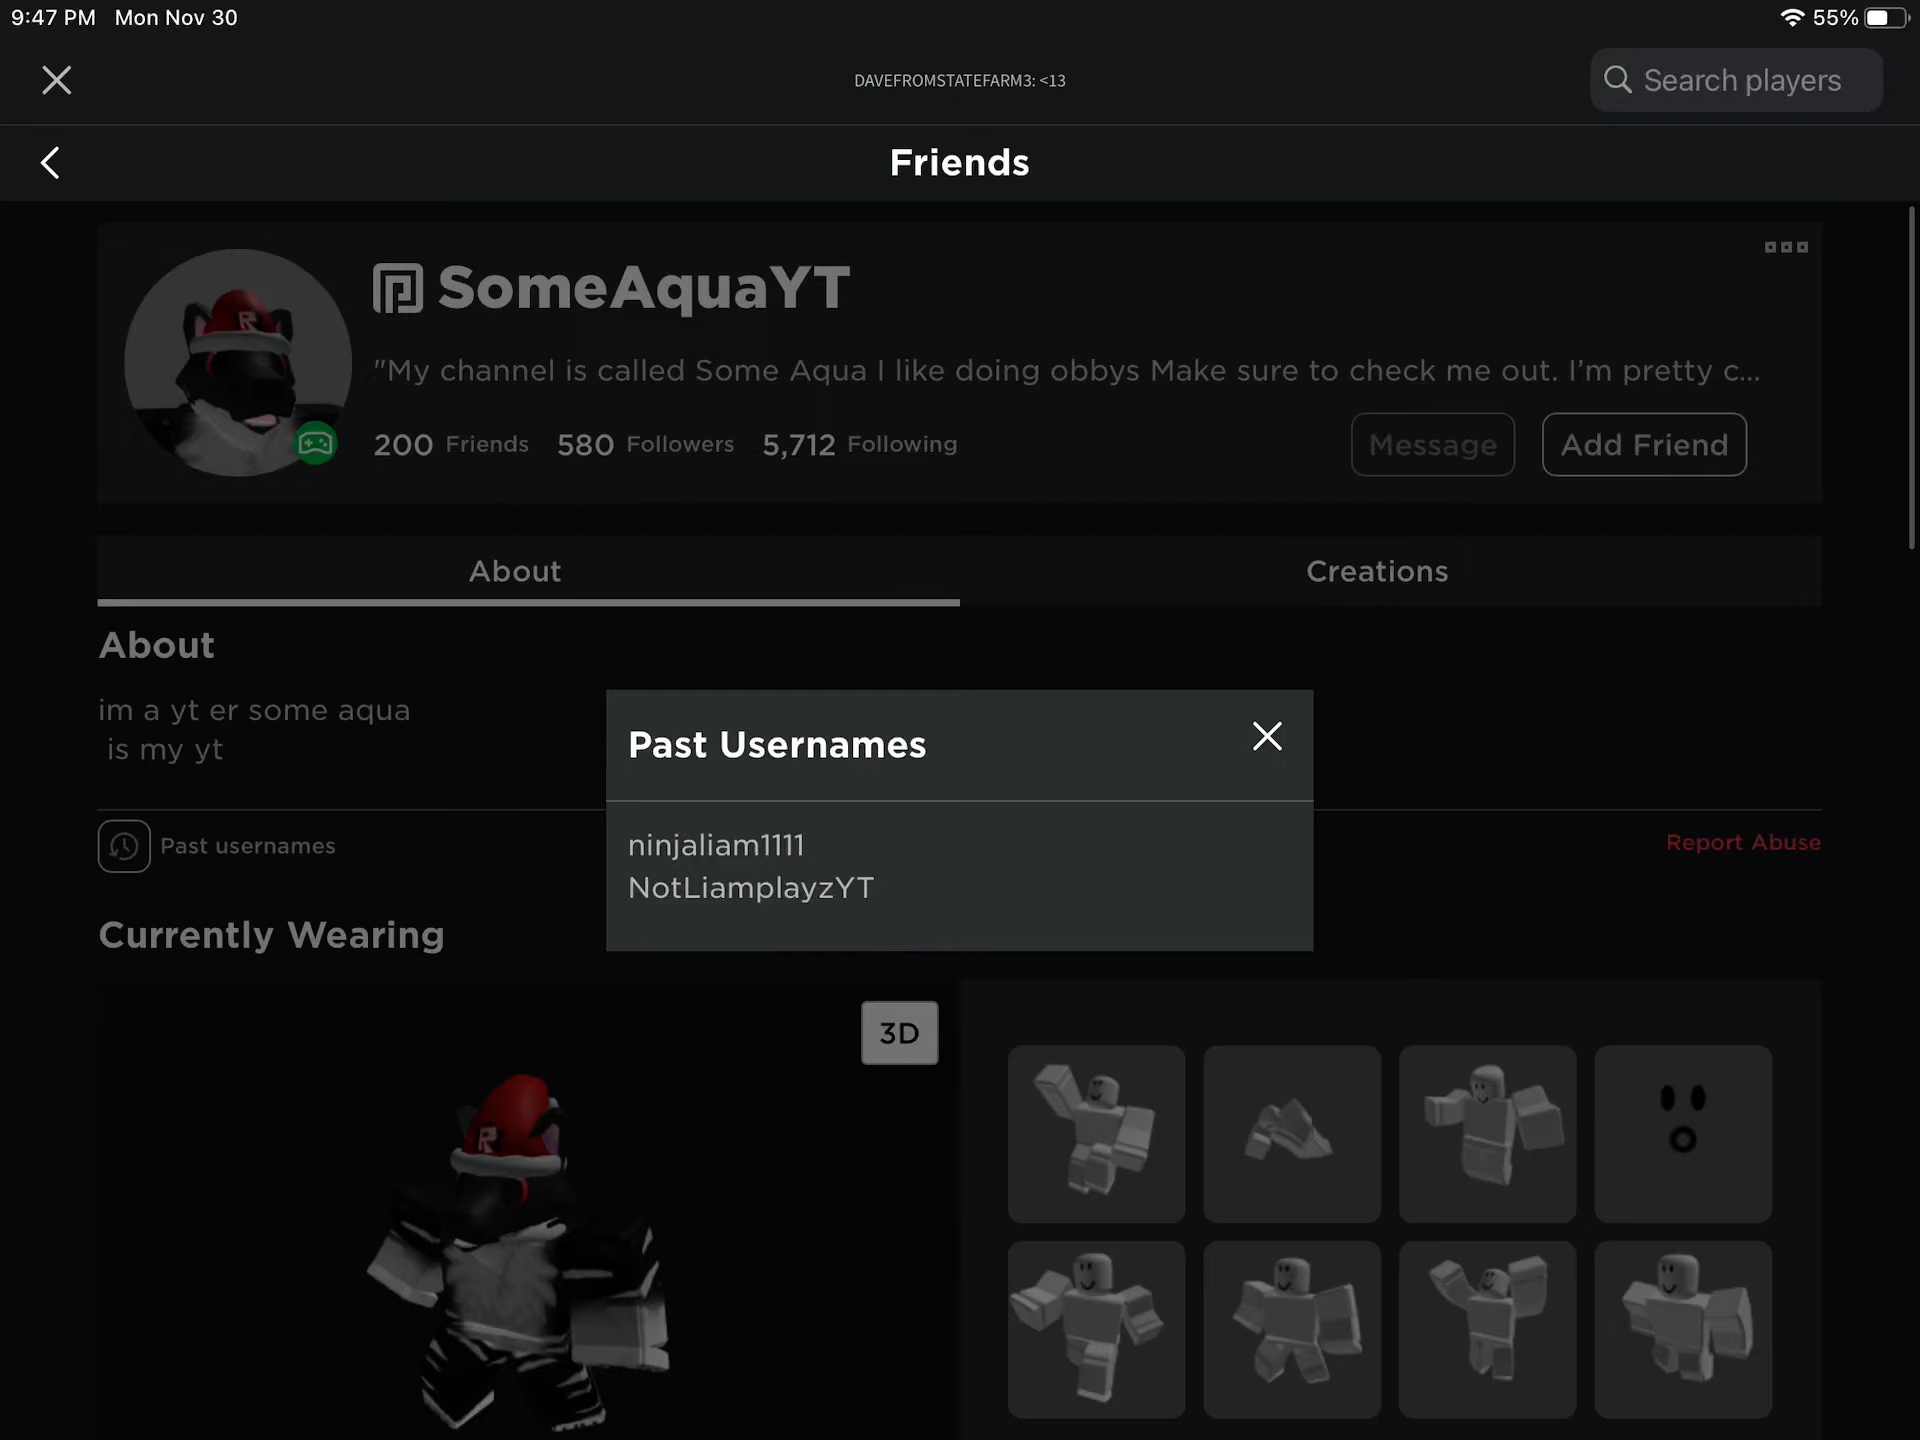 9:47 PM Mon Nov 30
55%
DAVEFROMSTATEFARM3: <13
Search players
Friends
SomeAquaYT
"My channel is called Some Aqua I like doing obbys Make sure to check me out. I’m pretty c...
200 Friends 580 Followers 5,712 Following
Message
Add Friend
About
Creations
About
im a yt er some aqua
is my yt
Past Usernames
ninjaliam1111
NotLiamplayzYT
Past usernames
Report Abuse
Currently Wearing
3D
R
R